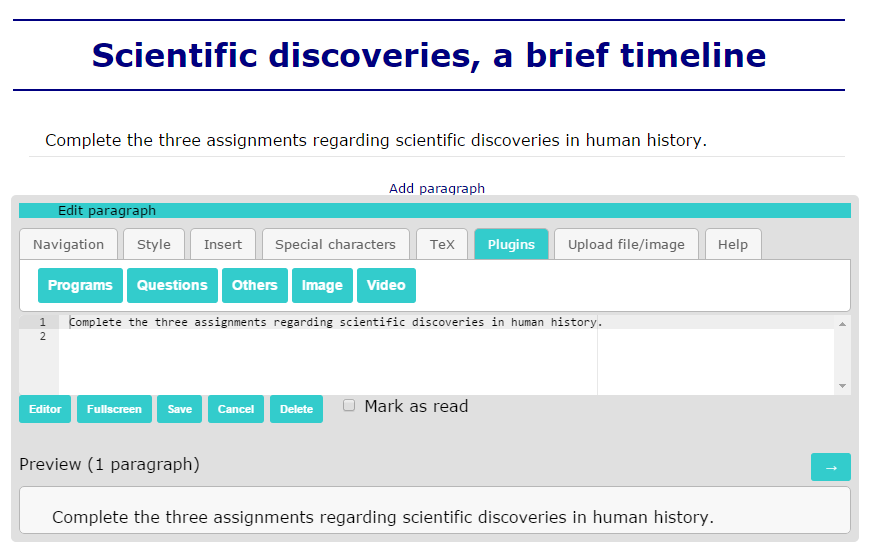 Scientific discoveries, a brief timeline
Complete the three assignments regarding scientific discoveries in human history.
Add paragraph
Edit paragraph
Navigation Style Insert Special characters TeX Plugins Upload file/image Help
Programs Questions Others Image Video
1 Complete the three assignments regarding scientific discoveries in human history.
2
Editor Fullscreen Save Cancel Delete Mark as read
Preview (1 paragraph) →
Complete the three assignments regarding scientific discoveries in human history.